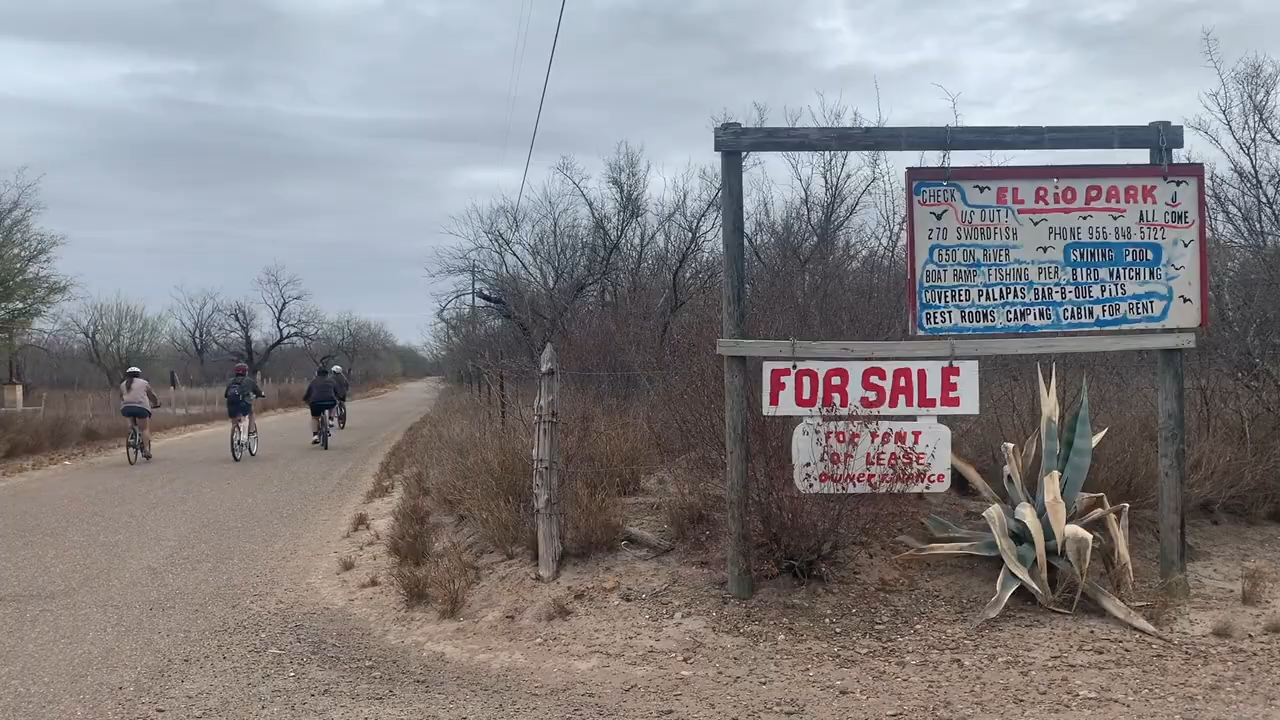 CHECK EL RIO PARK
US OUT! ALL COME
270 SWORDFISH PHONE 956-848-5722
650' ON RIVER SWIMING POOL
BOAT RAMP, FISHING PIER, BIRD WATCHING
COVERED PALAPAS, BAR-B-QUE PITS
REST ROOMS, CAMPING CABIN FOR RENT
FOR SALE
FOR RENT
OR LEASE
OWNER FINANCE